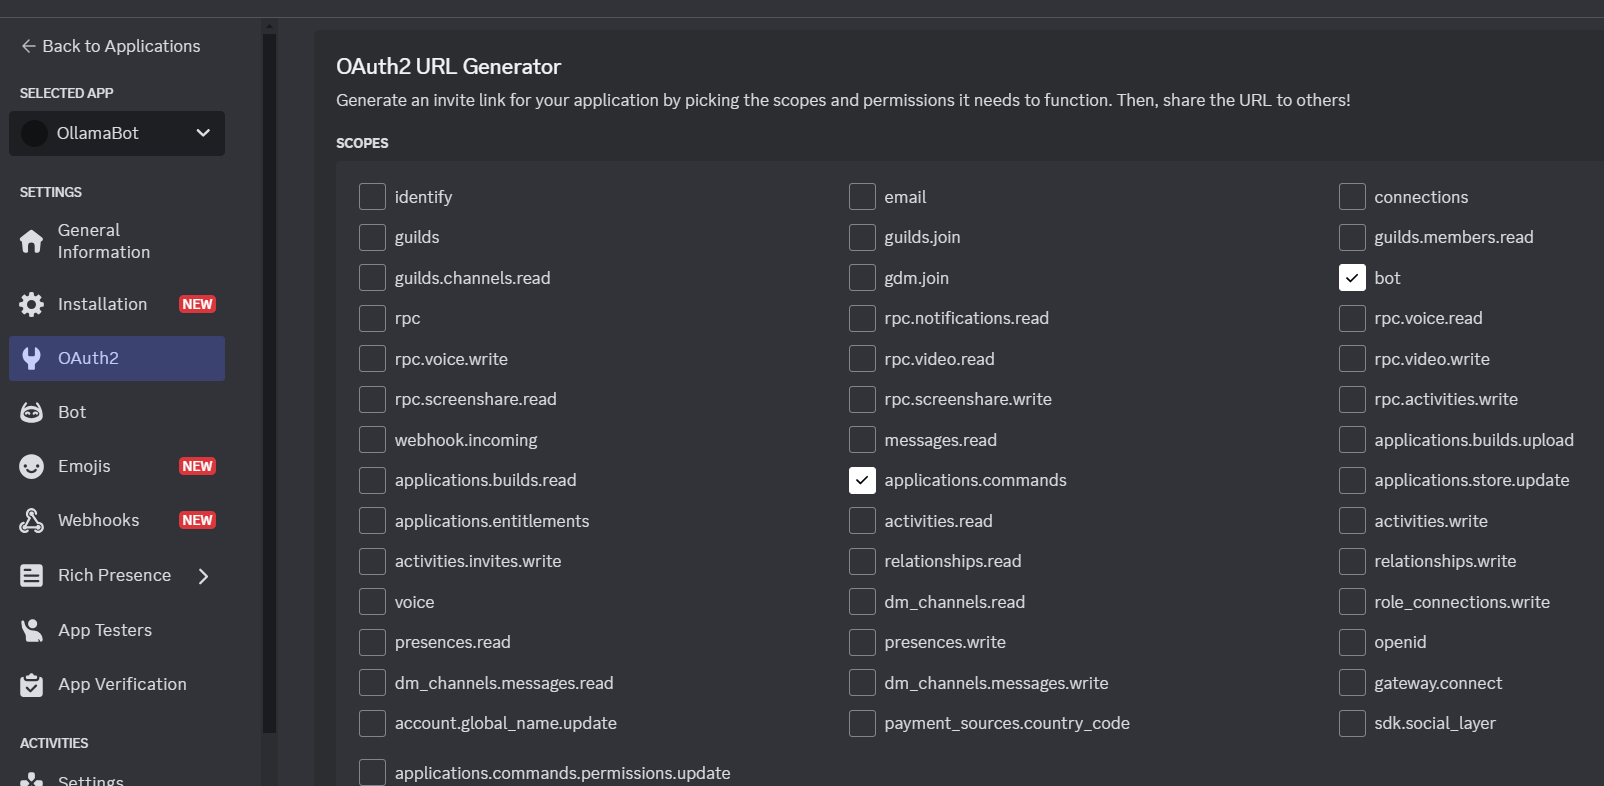 Back to Applications
SELECTED APP
OllamaBot
SETTINGS
General
Information
Installation NEW
OAuth2
Bot
Emojis NEW
Webhooks NEW
Rich Presence
App Testers
App Verification
ACTIVITIES
Settings
OAuth2 URL Generator
Generate an invite link for your application by picking the scopes and permissions it needs to function. Then, share the URL to others!
SCOPES
identify email connections
guilds guilds.join guilds.members.read
guilds.channels.read gdm.join bot
rpc rpc.notifications.read rpc.voice.read
rpc.voice.write rpc.video.read rpc.video.write
rpc.screenshare.read rpc.screenshare.write rpc.activities.write
webhook.incoming messages.read applications.builds.upload
applications.builds.read applications.commands applications.store.update
applications.entitlements activities.read activities.write
activities.invites.write relationships.read relationships.write
voice dm_channels.read role_connections.write
presences.read presences.write openid
dm_channels.messages.read dm_channels.messages.write gateway.connect
account.global_name.update payment_sources.country_code sdk.social_layer
applications.commands.permissions.update